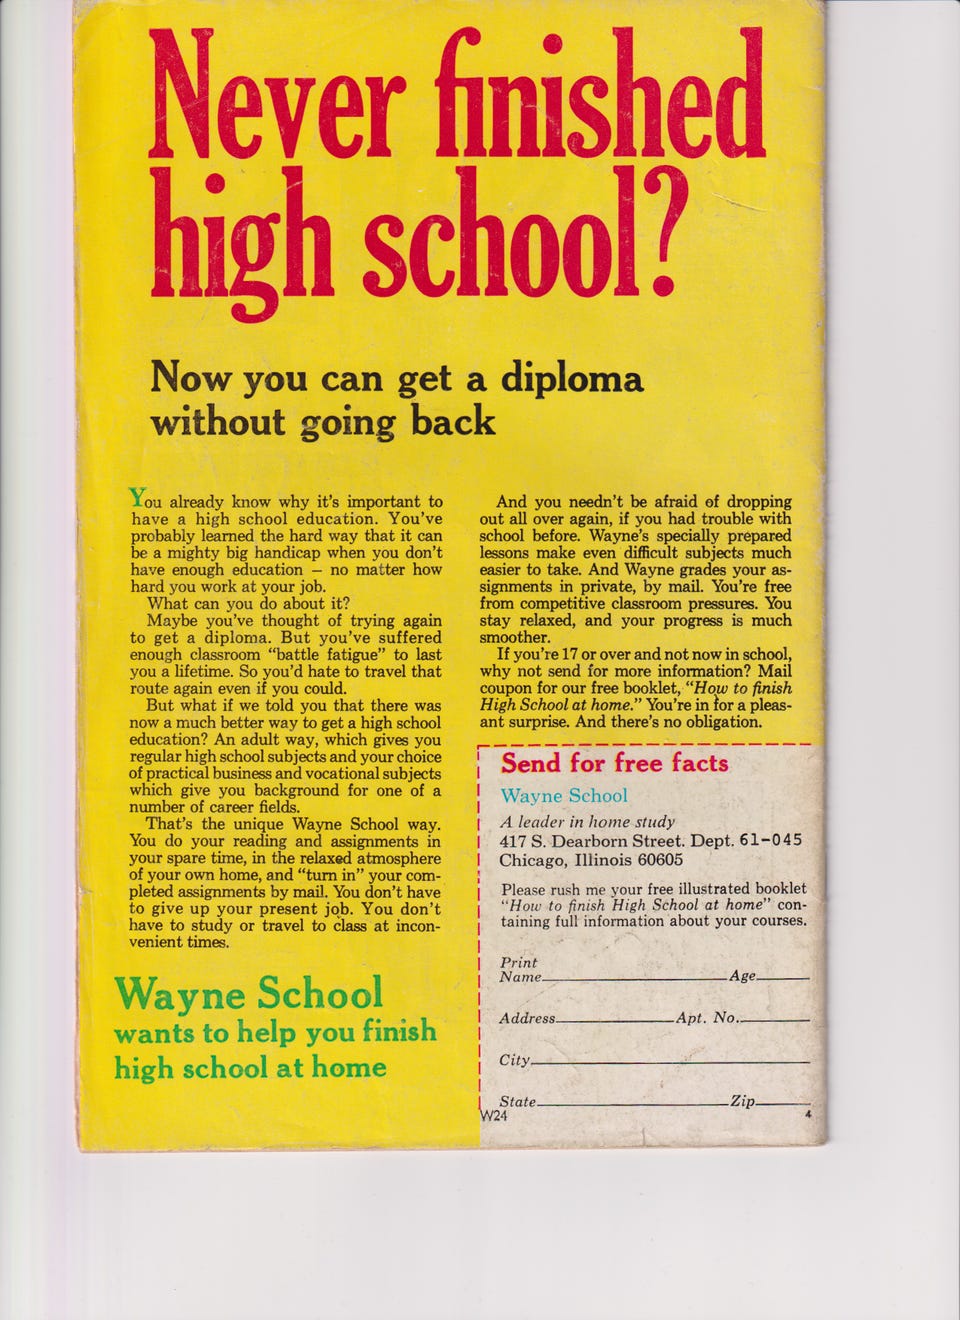 Never finished
high school?
Now you can get a diploma
without going back
You already know why it's important to
have a high school education. You've
probably learned the hard way that it can
be a mighty big handicap when you don't
have enough education – no matter how
hard you work at your job.
What can you do about it?
Maybe you've thought of trying again
to get a diploma. But you've suffered
enough classroom “battle fatigue” to last
you a lifetime. So you'd hate to travel that
route again even if you could.
But what if we told you that there was
now a much better way to get a high school
education? An adult way, which gives you
regular high school subjects and your choice
of practical business and vocational subjects
which give you background for one of a
number of career fields.
That's the unique Wayne School way.
You do your reading and assignments in
your spare time, in the relaxed atmosphere
of your own home, and “turn in” your com-
pleted assignments by mail. You don't have
to give up your present job. You don't
have to study or travel to class at incon-
venient times.
Wayne School
wants to help you finish
high school at home
And you needn't be afraid of dropping
out all over again, if you had trouble with
school before. Wayne's specially prepared
lessons make even difficult subjects much
easier to take. And Wayne grades your as-
signments in private, by mail. You're free
from competitive classroom pressures. You
stay relaxed, and your progress is much
smoother.
If you're 17 or over and not now in school,
why not send for more information? Mail
coupon for our free booklet, “How to finish
High School at home.” You're in for a pleas-
ant surprise. And there's no obligation.
Send for free facts
Wayne School
A leader in home study
417 S. Dearborn Street. Dept. 61-045
Chicago, Illinois 60605
Please rush me your free illustrated booklet
“How to finish High School at home” con-
taining full information about your courses.
Print
Name Age
Address Apt. No.
City
State Zip
W24 4